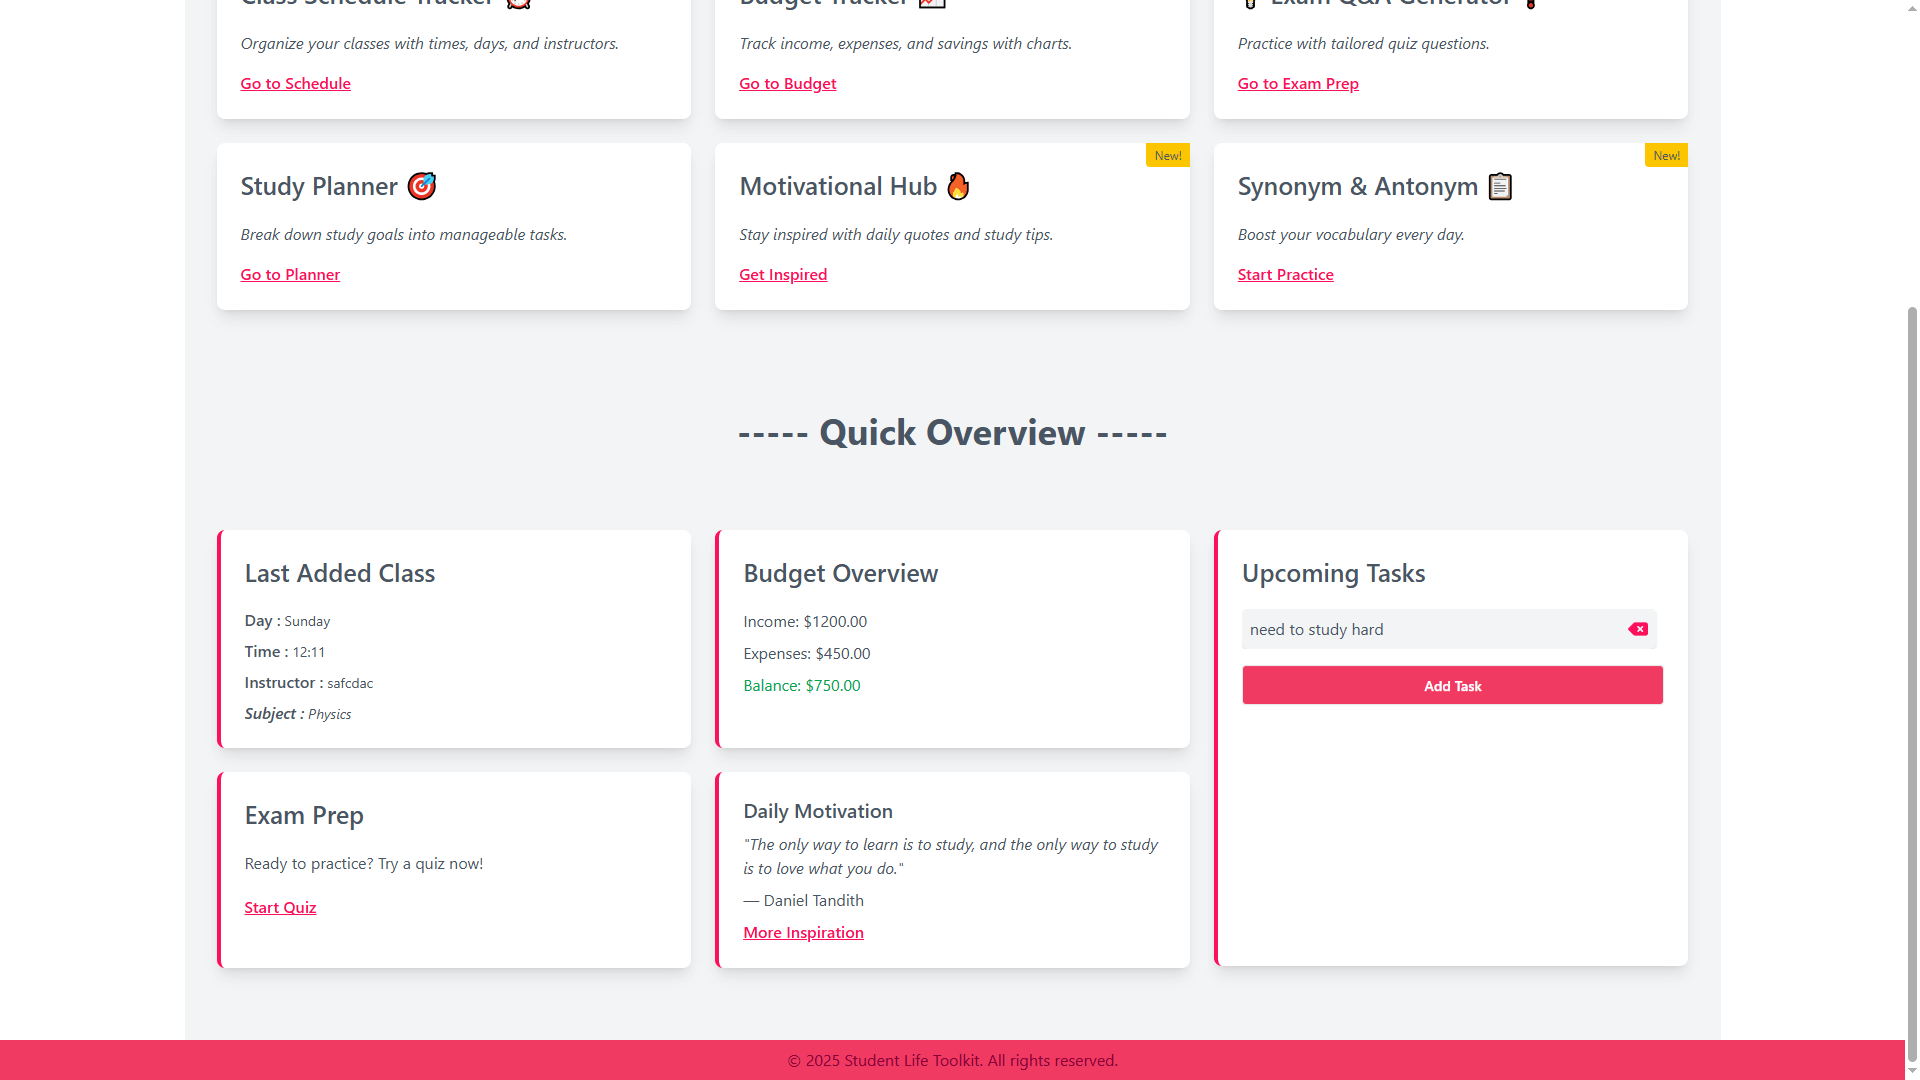 Class Schedule Tracker
Budget Tracker
Exam Q&A Generator
Organize your classes with times, days, and instructors.
Track income, expenses, and savings with charts.
Practice with tailored quiz questions.
Go to Schedule
Go to Budget
Go to Exam Prep
New!
New!
Study Planner
Motivational Hub
Synonym & Antonym
Break down study goals into manageable tasks.
Stay inspired with daily quotes and study tips.
Boost your vocabulary every day.
Go to Planner
Get Inspired
Start Practice
----- Quick Overview -----
Last Added Class
Day : Sunday
Time : 12:11
Instructor : safcdac
Subject : Physics
Budget Overview
Income: $1200.00
Expenses: $450.00
Balance: $750.00
Upcoming Tasks
need to study hard
Add Task
Exam Prep
Ready to practice? Try a quiz now!
Start Quiz
Daily Motivation
"The only way to learn is to study, and the only way to study
is to love what you do."
— Daniel Tandith
More Inspiration
© 2025 Student Life Toolkit. All rights reserved.